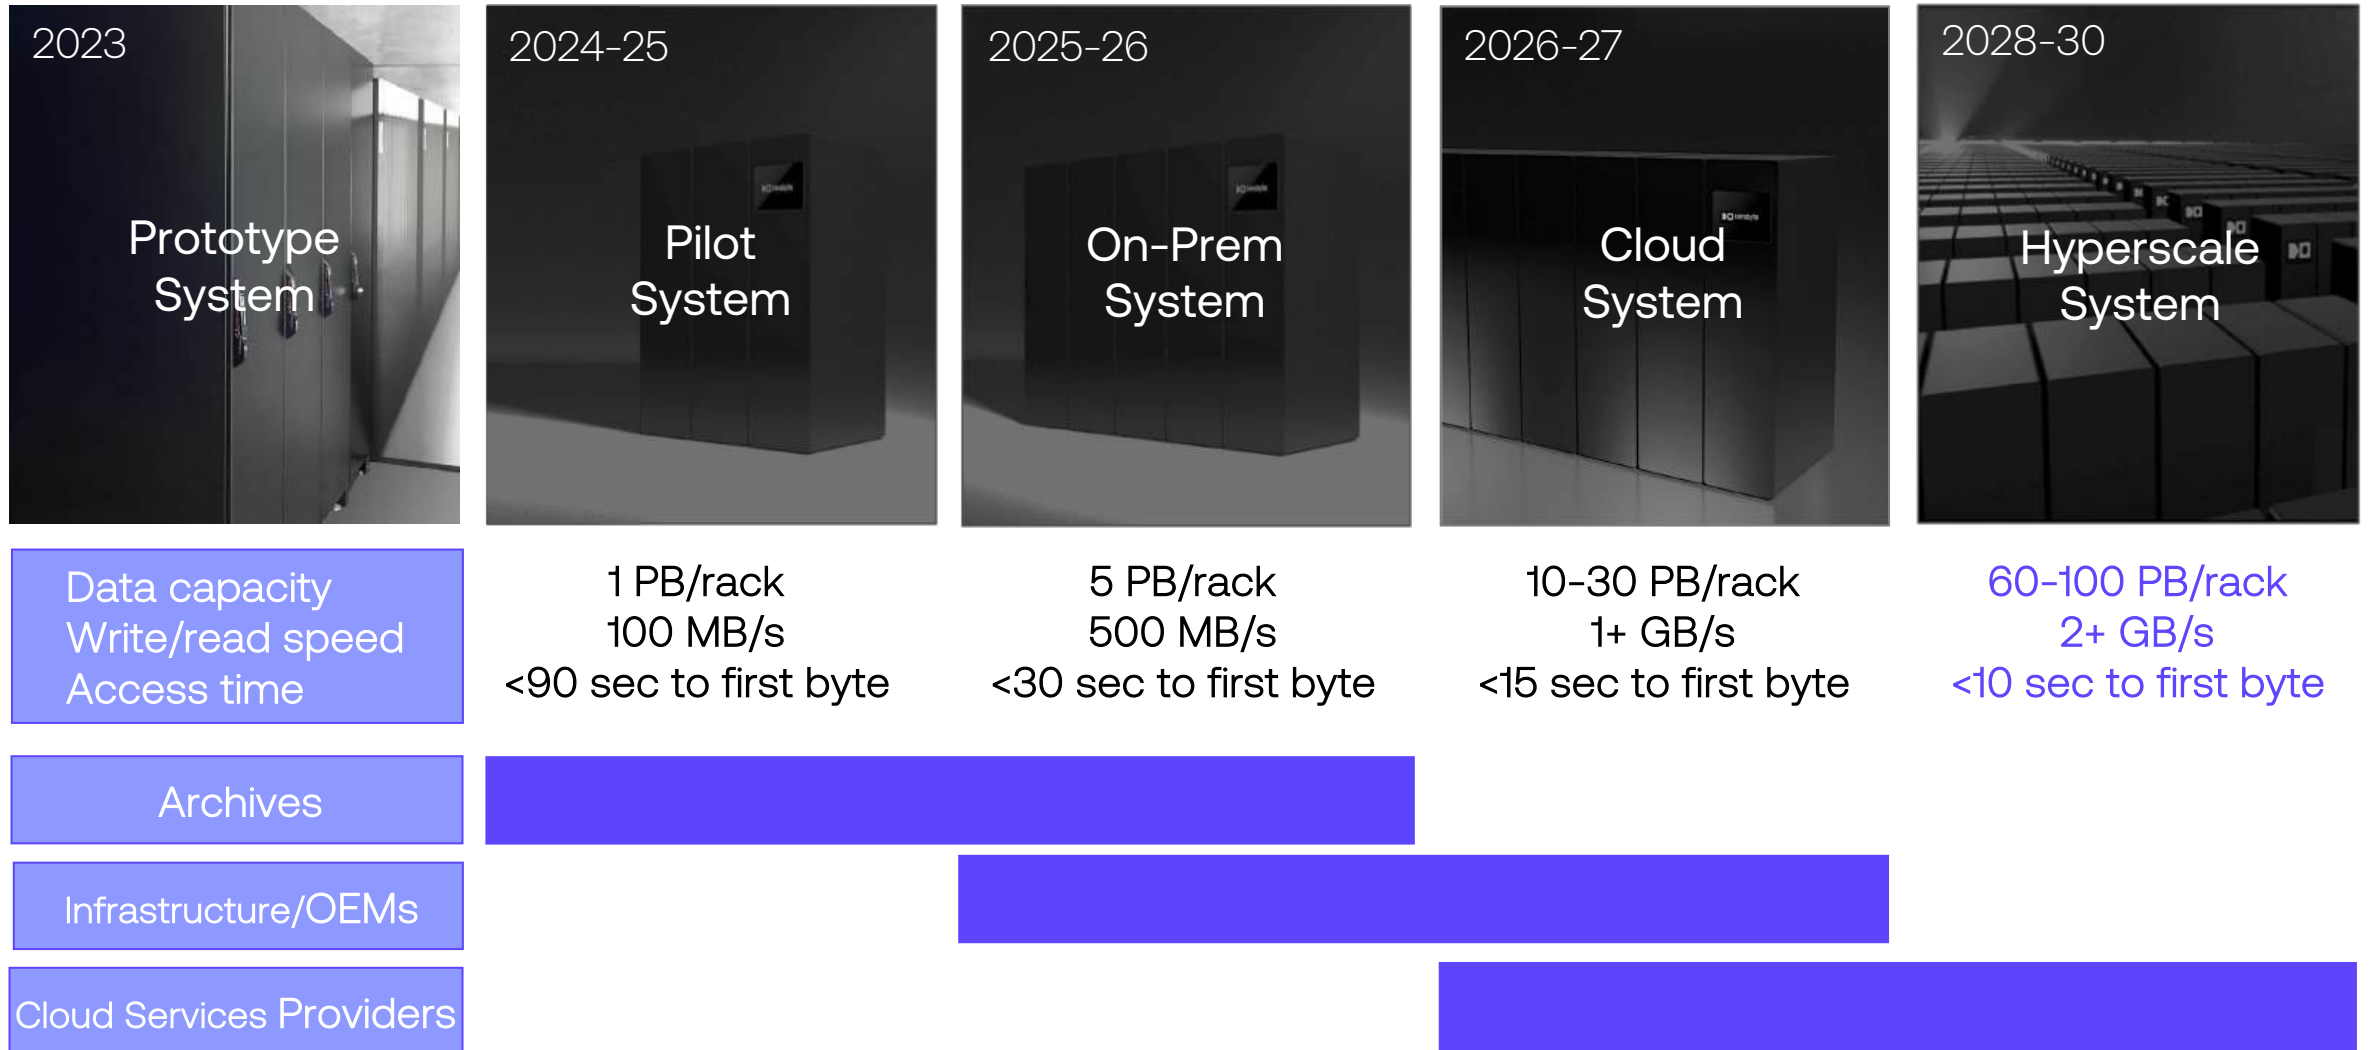 2023
Prototype
System
2024-25
Pilot
System
2025-26
On-Prem
System
2026-27
Cloud
System
2028-30
Hyperscale
System
Data capacity
Write/read speed
Access time
1 PB/rack
100 MB/s
<90 sec to first byte
5 PB/rack
500 MB/s
<30 sec to first byte
10-30 PB/rack
1+ GB/s
<15 sec to first byte
60-100 PB/rack
2+ GB/s
<10 sec to first byte
Archives
Infrastructure/OEMs
Cloud Services Providers